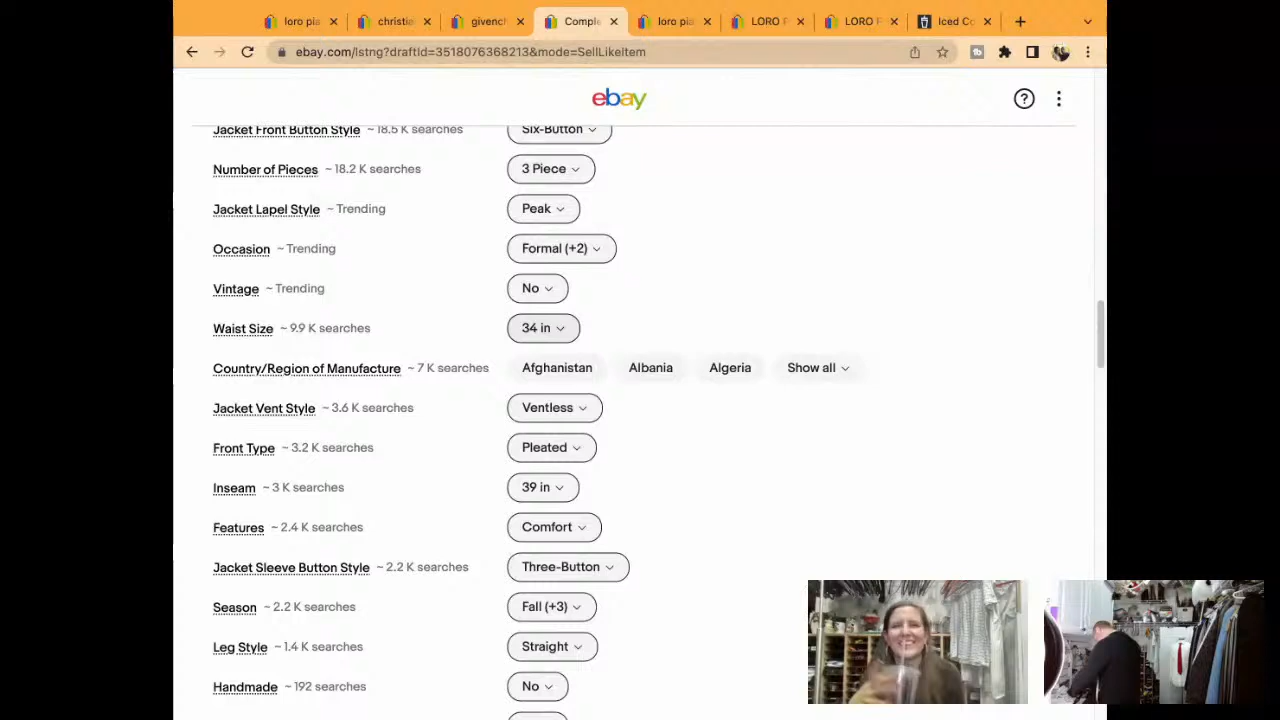 loro pia
christia
givench
Comple
loro pia
LORO P
LORO P
Iced Co
ebay.com/lstng?draftId=3518076368213&mode=SellLikeItem
ebay
Jacket Front Button Style ~ 18.5 K searches Six-Button
Number of Pieces ~ 18.2 K searches 3 Piece
Jacket Lapel Style ~ Trending Peak
Occasion ~ Trending Formal (+2)
Vintage ~ Trending No
Waist Size ~ 9.9 K searches 34 in
Country/Region of Manufacture ~ 7 K searches Afghanistan Albania Algeria Show all
Jacket Vent Style ~ 3.6 K searches Ventless
Front Type ~ 3.2 K searches Pleated
Inseam ~ 3 K searches 39 in
Features ~ 2.4 K searches Comfort
Jacket Sleeve Button Style ~ 2.2 K searches Three-Button
Season ~ 2.2 K searches Fall (+3)
Leg Style ~ 1.4 K searches Straight
Handmade ~ 192 searches No